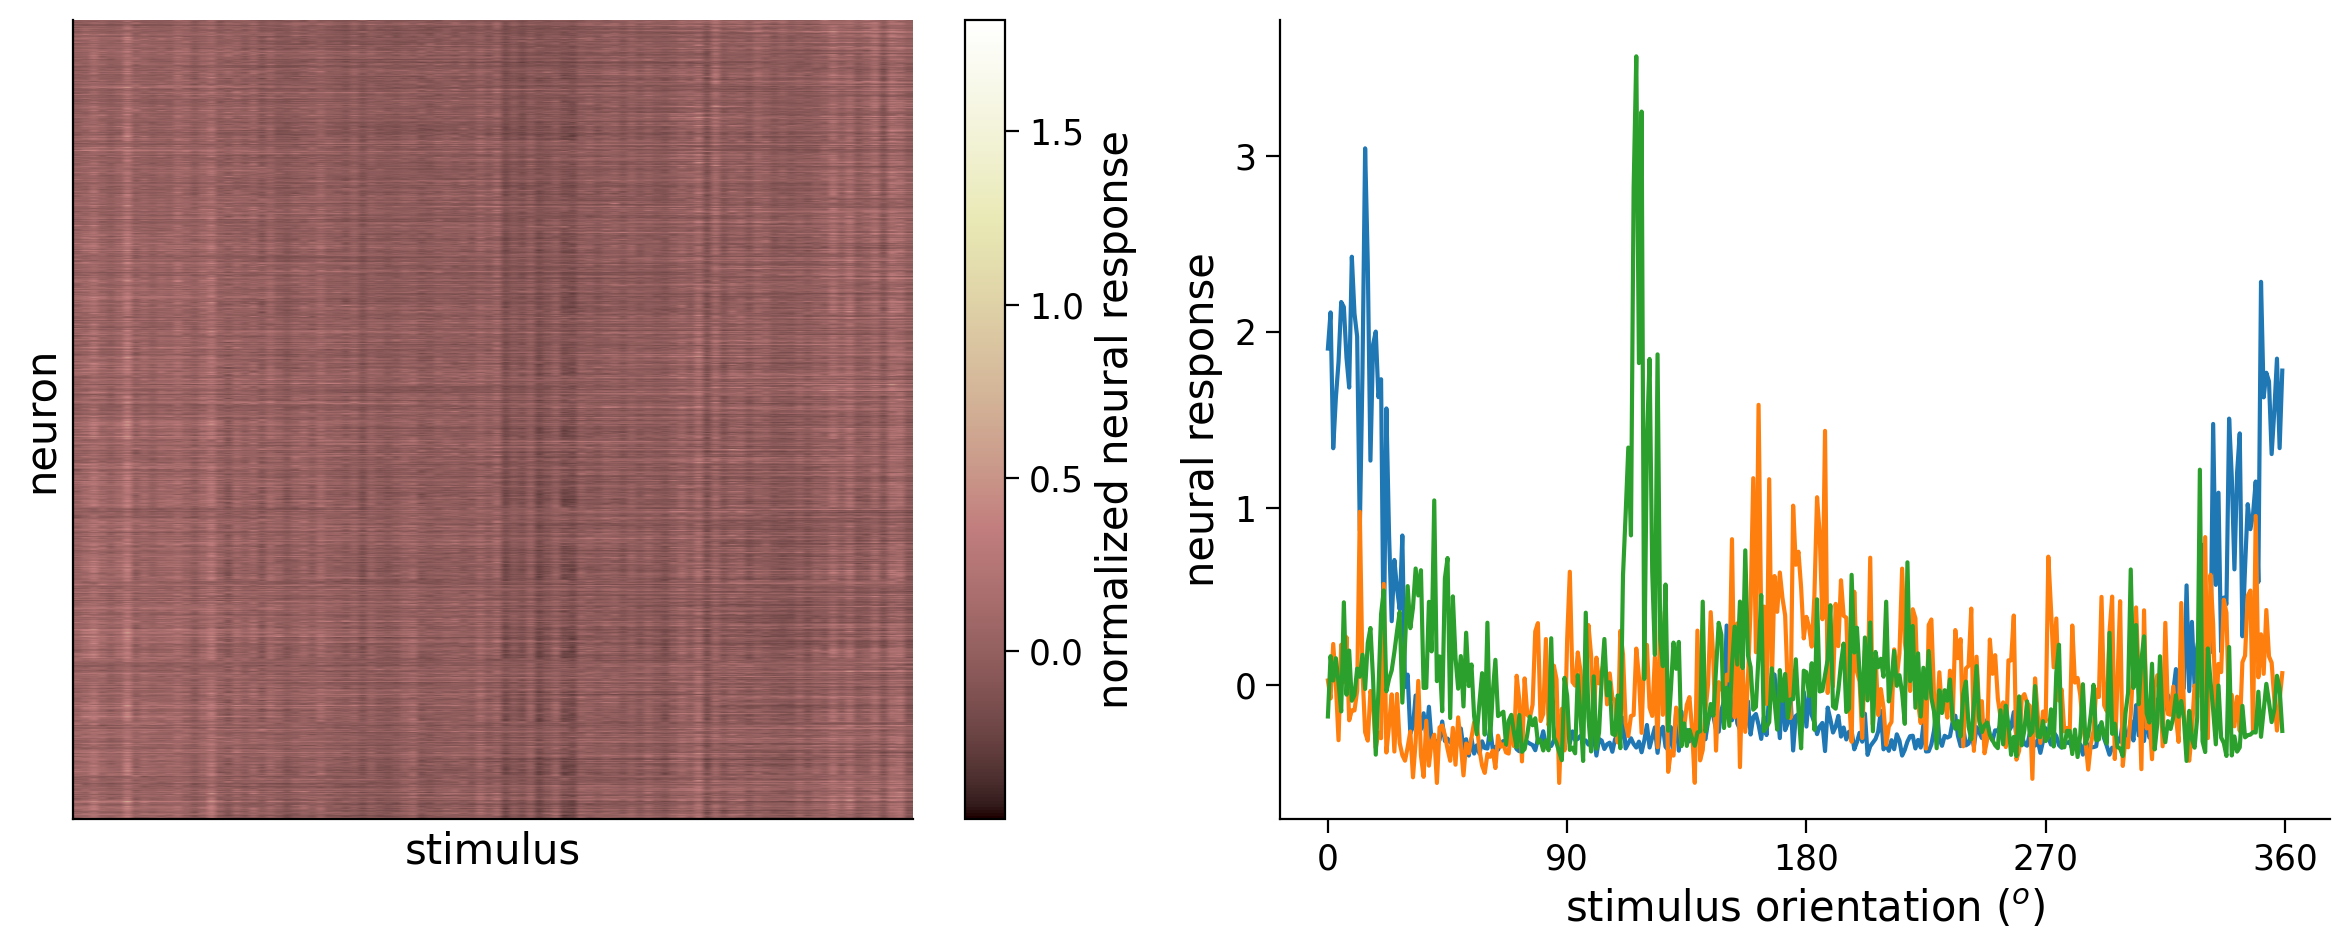 neuron
stimulus
1.5
1.0
0.5
0.0
normalized neural response
neural response
3
2
1
0
0 90 180 270 360
stimulus orientation (o)